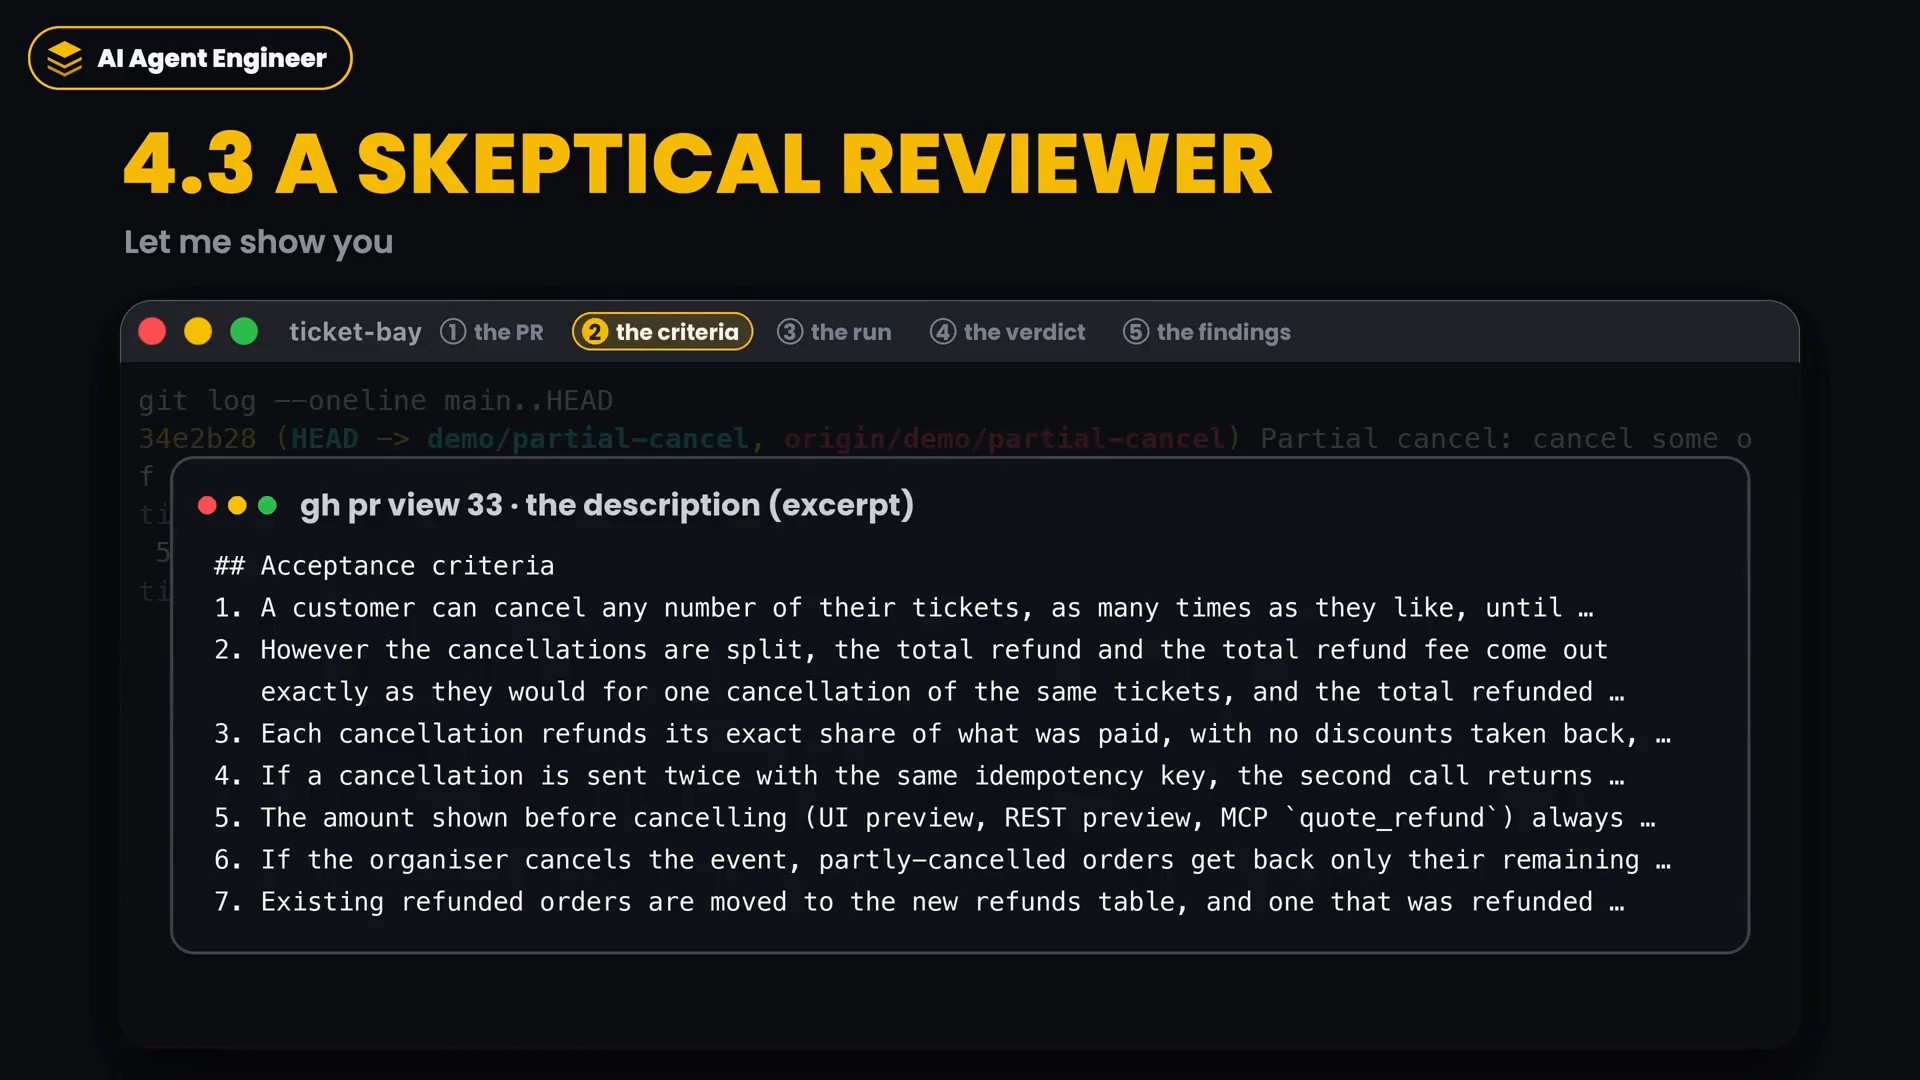 AI Agent Engineer
4.3 A SKEPTICAL REVIEWER
Let me show you
ticket-bay ① the PR ② the criteria ③ the run ④ the verdict ⑤ the findings
git log --oneline main..HEAD
34e2b28 (HEAD -> demo/partial-cancel, origin/demo/partial-cancel) Partial cancel: cancel some o
f
ti
5
ti
gh pr view 33 · the description (excerpt)
## Acceptance criteria
1. A customer can cancel any number of their tickets, as many times as they like, until …
2. However the cancellations are split, the total refund and the total refund fee come out
exactly as they would for one cancellation of the same tickets, and the total refunded …
3. Each cancellation refunds its exact share of what was paid, with no discounts taken back, …
4. If a cancellation is sent twice with the same idempotency key, the second call returns …
5. The amount shown before cancelling (UI preview, REST preview, MCP `quote_refund`) always …
6. If the organiser cancels the event, partly-cancelled orders get back only their remaining …
7. Existing refunded orders are moved to the new refunds table, and one that was refunded …